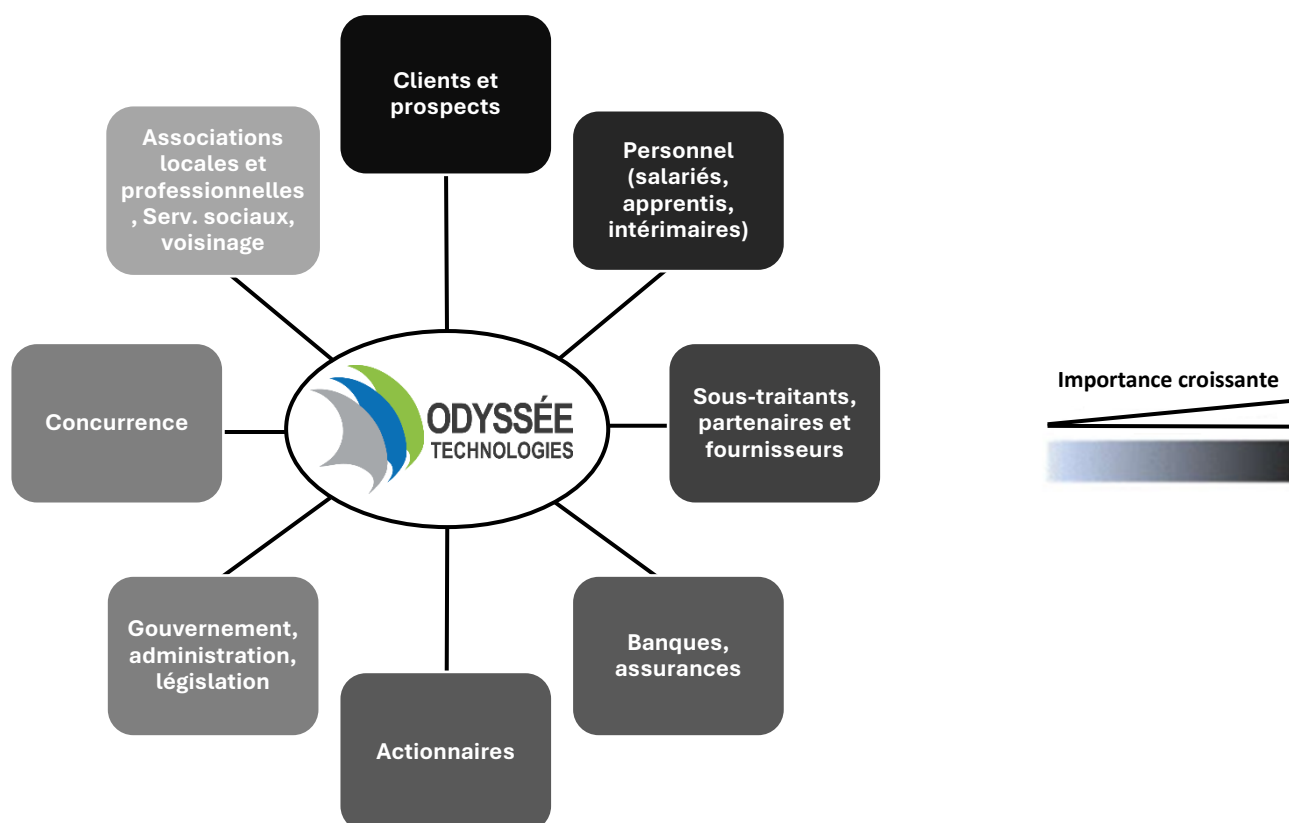 Clients et
prospects
Associations
locales et
professionnelles
, Serv. sociaux,
voisinage
Personnel
(salariés,
apprentis,
intérimaires)
Concurrence
ODYSSÉE
TECHNOLOGIES
Sous-traitants,
partenaires et
fournisseurs
Importance croissante
Gouvernement,
administration,
législation
Banques,
assurances
Actionnaires